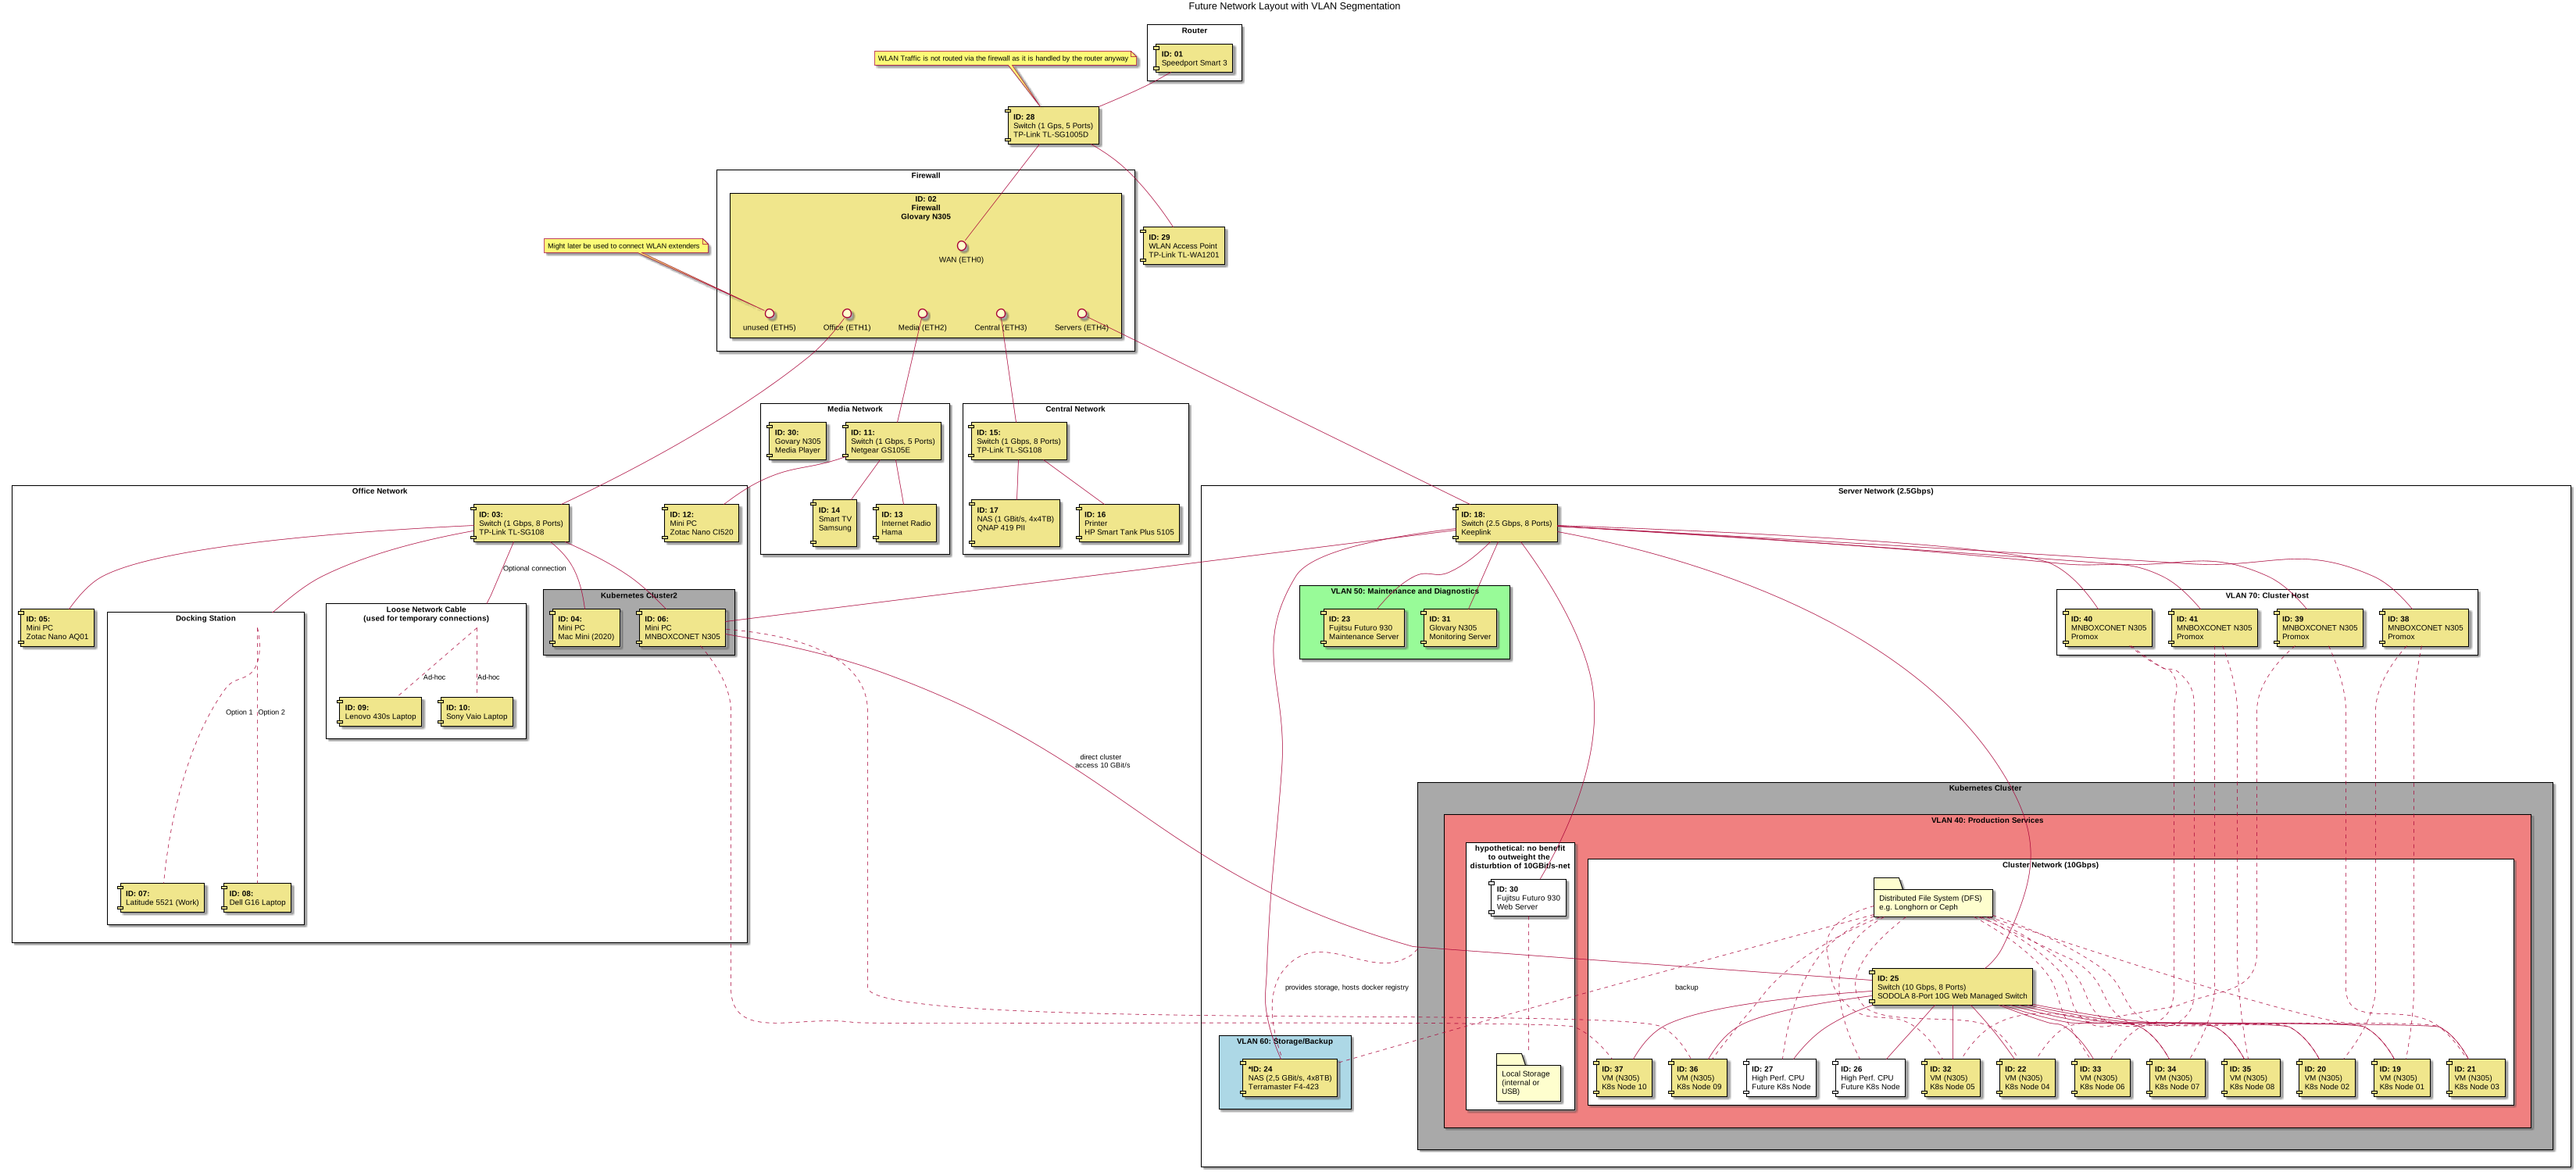 Future Network Layout with VLAN Segmentation
Router
ID: 01
Speedport Smart 3
WLAN Traffic is not routed via the firewall as it is handled by the router anyway
ID: 28
Switch (1 Gps, 5 Ports)
TP-Link TL-SG1005D
Firewall
ID: 02
Firewall
Glovary N305
WAN (ETH0)
Might later be used to connect WLAN extenders
ID: 29
WLAN Access Point
TP-Link TL-WA1201
unused (ETH5)
Office (ETH1)
Media (ETH2)
Central (ETH3)
Servers (ETH4)
Media Network
ID: 30:
Govary N305
Media Player
ID: 11:
Switch (1 Gbps, 5 Ports)
Netgear GS105E
ID: 14
Smart TV
Samsung
ID: 13
Internet Radio
Hama
Central Network
ID: 15:
Switch (1 Gbps, 8 Ports)
TP-Link TL-SG108
ID: 17
NAS (1 GBit/s, 4x4TB)
QNAP 419 PII
ID: 16
Printer
HP Smart Tank Plus 5105
Office Network
ID: 03:
Switch (1 Gbps, 8 Ports)
TP-Link TL-SG108
ID: 12:
Mini PC
Zotac Nano CI520
Optional connection
ID: 05:
Mini PC
Zotac Nano AQ01
Docking Station
Option 1
Option 2
ID: 07:
Latitude 5521 (Work)
ID: 08:
Dell G16 Laptop
Loose Network Cable
(used for temporary connections)
Ad-hoc
Ad-hoc
ID: 09:
Lenovo 430s Laptop
ID: 10:
Sony Vaio Laptop
Kubernetes Cluster2
ID: 04:
Mini PC
Mac Mini (2020)
ID: 06:
Mini PC
MNBOXCONET N305
direct cluster
access 10 GBit/s
Server Network (2.5Gbps)
ID: 18:
Switch (2.5 Gbps, 8 Ports)
Keeplink
VLAN 50: Maintenance and Diagnostics
ID: 23
Fujitsu Futuro 930
Maintenance Server
ID: 31
Glovary N305
Monitoring Server
VLAN 70: Cluster Host
ID: 40
MNBOXCONET N305
Promox
ID: 41
MNBOXCONET N305
Promox
ID: 39
MNBOXCONET N305
Promox
ID: 38
MNBOXCONET N305
Promox
Kubernetes Cluster
VLAN 40: Production Services
hypothetical: no benefit
to outweight the
disturbtion of 10GBit/s-net
ID: 30
Fujitsu Futuro 930
Web Server
Local Storage
(internal or
USB)
Cluster Network (10Gbps)
Distributed File System (DFS)
e.g. Longhorn or Ceph
ID: 25
Switch (10 Gbps, 8 Ports)
SODOLA 8-Port 10G Web Managed Switch
provides storage, hosts docker registry
backup
VLAN 60: Storage/Backup
*ID: 24
NAS (2,5 GBit/s, 4x8TB)
Terramaster F4-423
ID: 37
VM (N305)
K8s Node 10
ID: 36
VM (N305)
K8s Node 09
ID: 27
High Perf. CPU
Future K8s Node
ID: 26
High Perf. CPU
Future K8s Node
ID: 32
VM (N305)
K8s Node 05
ID: 22
VM (N305)
K8s Node 04
ID: 33
VM (N305)
K8s Node 06
ID: 34
VM (N305)
K8s Node 07
ID: 35
VM (N305)
K8s Node 08
ID: 20
VM (N305)
K8s Node 02
ID: 19
VM (N305)
K8s Node 01
ID: 21
VM (N305)
K8s Node 03